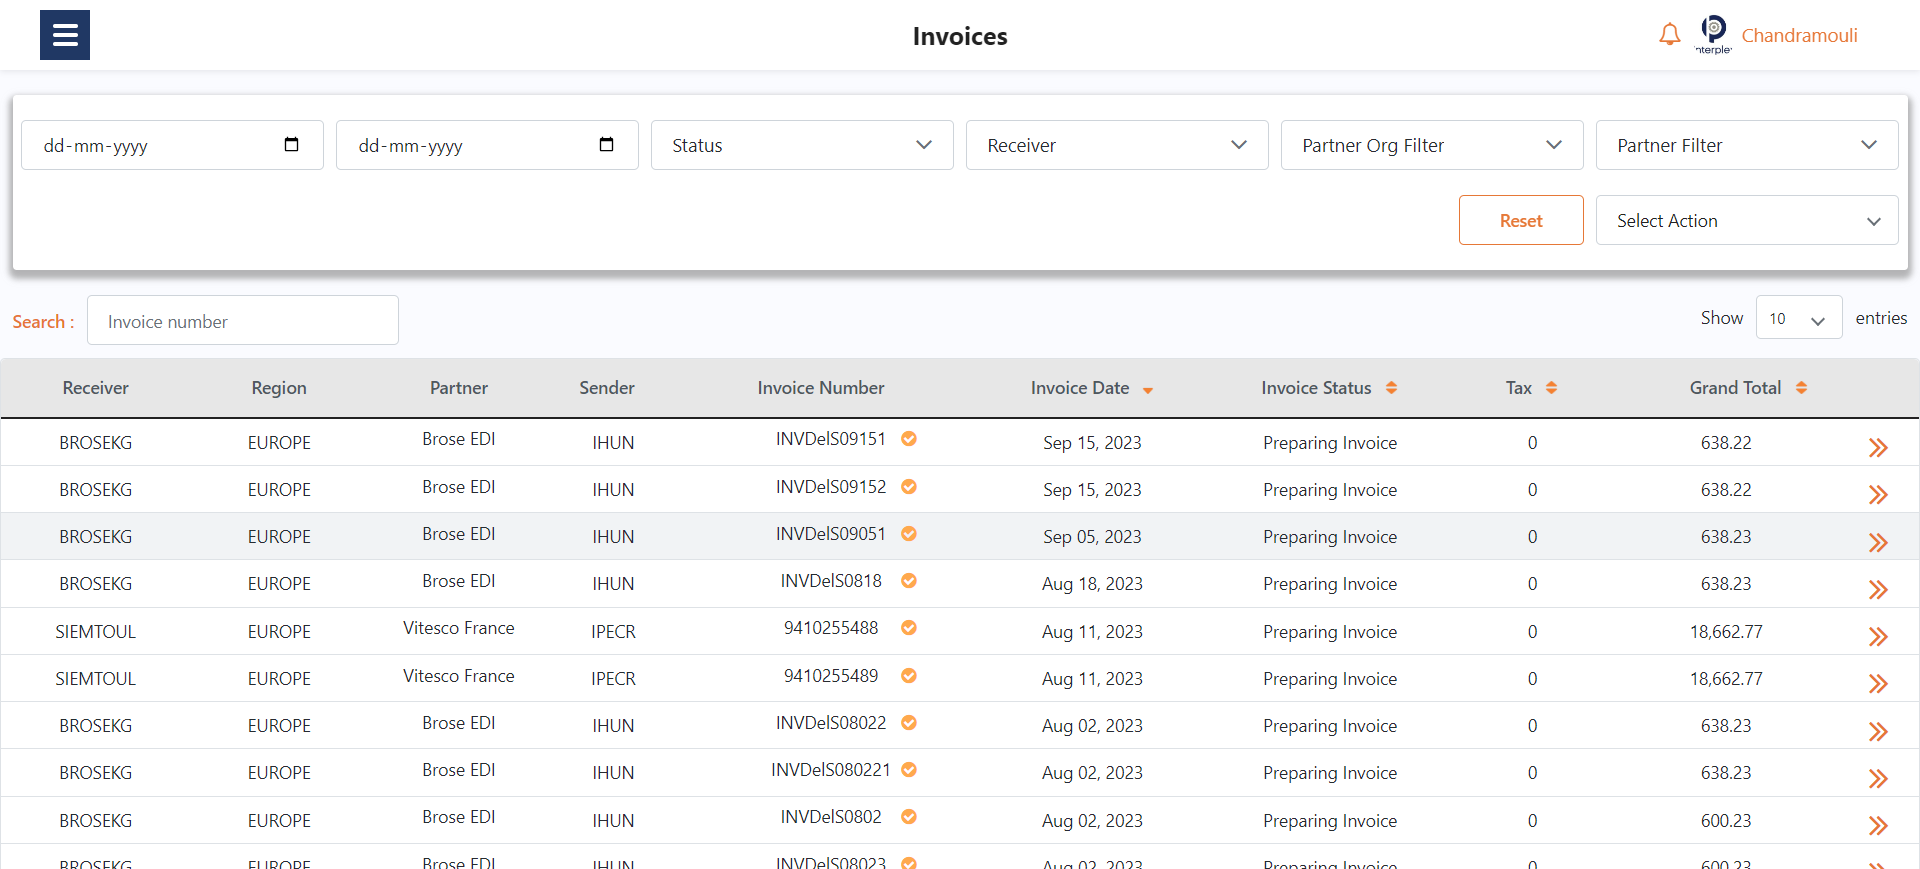 Invoices
nterple
Chandramouli
dd-mm-yyyy dd-mm-yyyy Status Receiver Partner Org Filter Partner Filter
Reset Select Action
Search : Invoice number Show 10 entries
Receiver Region Partner Sender Invoice Number Invoice Date Invoice Status Tax Grand Total
BROSEKG EUROPE Brose EDI IHUN INVDelS09151 Sep 15, 2023 Preparing Invoice 0 638.22
BROSEKG EUROPE Brose EDI IHUN INVDelS09152 Sep 15, 2023 Preparing Invoice 0 638.22
BROSEKG EUROPE Brose EDI IHUN INVDelS09051 Sep 05, 2023 Preparing Invoice 0 638.23
BROSEKG EUROPE Brose EDI IHUN INVDelS0818 Aug 18, 2023 Preparing Invoice 0 638.23
SIEMTOUL EUROPE Vitesco France IPECR 9410255488 Aug 11, 2023 Preparing Invoice 0 18,662.77
SIEMTOUL EUROPE Vitesco France IPECR 9410255489 Aug 11, 2023 Preparing Invoice 0 18,662.77
BROSEKG EUROPE Brose EDI IHUN INVDelS08022 Aug 02, 2023 Preparing Invoice 0 638.23
BROSEKG EUROPE Brose EDI IHUN INVDelS080221 Aug 02, 2023 Preparing Invoice 0 638.23
BROSEKG EUROPE Brose EDI IHUN INVDelS0802 Aug 02, 2023 Preparing Invoice 0 600.23
BROSEKG EUROPE Brose EDI IHUN INVDelS08023 Aug 02, 2023 Preparing Invoice 0 600.23